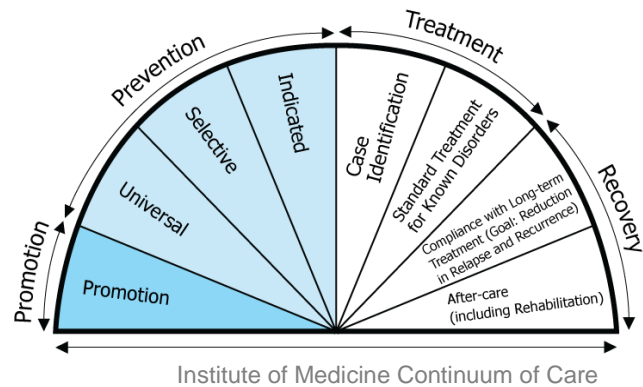 Promotion
Prevention
Treatment
Recovery
Promotion
Universal
Selective
Indicated
Case
Identification
Standard Treatment
for Known Disorders
Compliance with Long-term
Treatment (Goal: Reduction
in Relapse and Recurrence)
After-care
(including Rehabilitation)
Institute of Medicine Continuum of Care